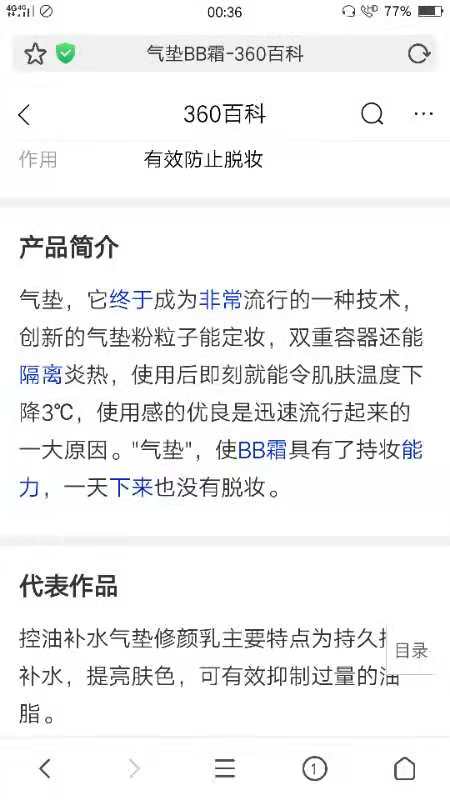 4G 4G 00:36 77%
气垫BB霜-360百科
360百科
作用 有效防止脱妆
产品简介
气垫，它终于成为非常流行的一种技术，
创新的气垫粉粒子能定妆，双重容器还能
隔离炎热，使用后即刻就能令肌肤温度下
降3℃，使用感的优良是迅速流行起来的
一大原因。"气垫"，使BB霜具有了持妆能
力，一天下来也没有脱妆。
代表作品
控油补水气垫修颜乳主要特点为持久
目录
补水，提亮肤色，可有效抑制过量的油
脂。
1